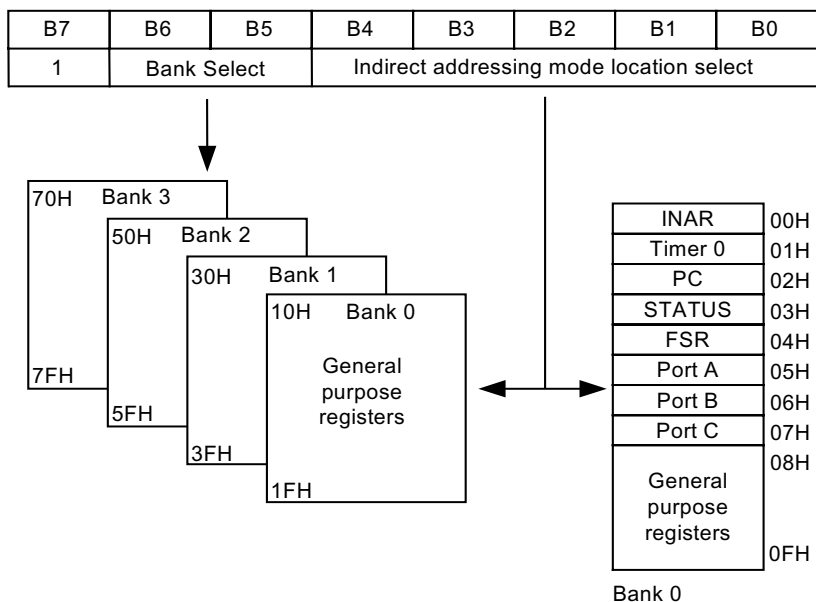 B7 B6 B5 B4 B3 B2 B1 B0
1 Bank Select Indirect addressing mode location select
70H Bank 3
7FH
50H Bank 2
5FH
30H Bank 1
3FH
10H Bank 0
General
purpose
registers
1FH
INAR 00H
Timer 0 01H
PC 02H
STATUS 03H
FSR 04H
Port A 05H
Port B 06H
Port C 07H
08H
General
purpose
registers
0FH
Bank 0